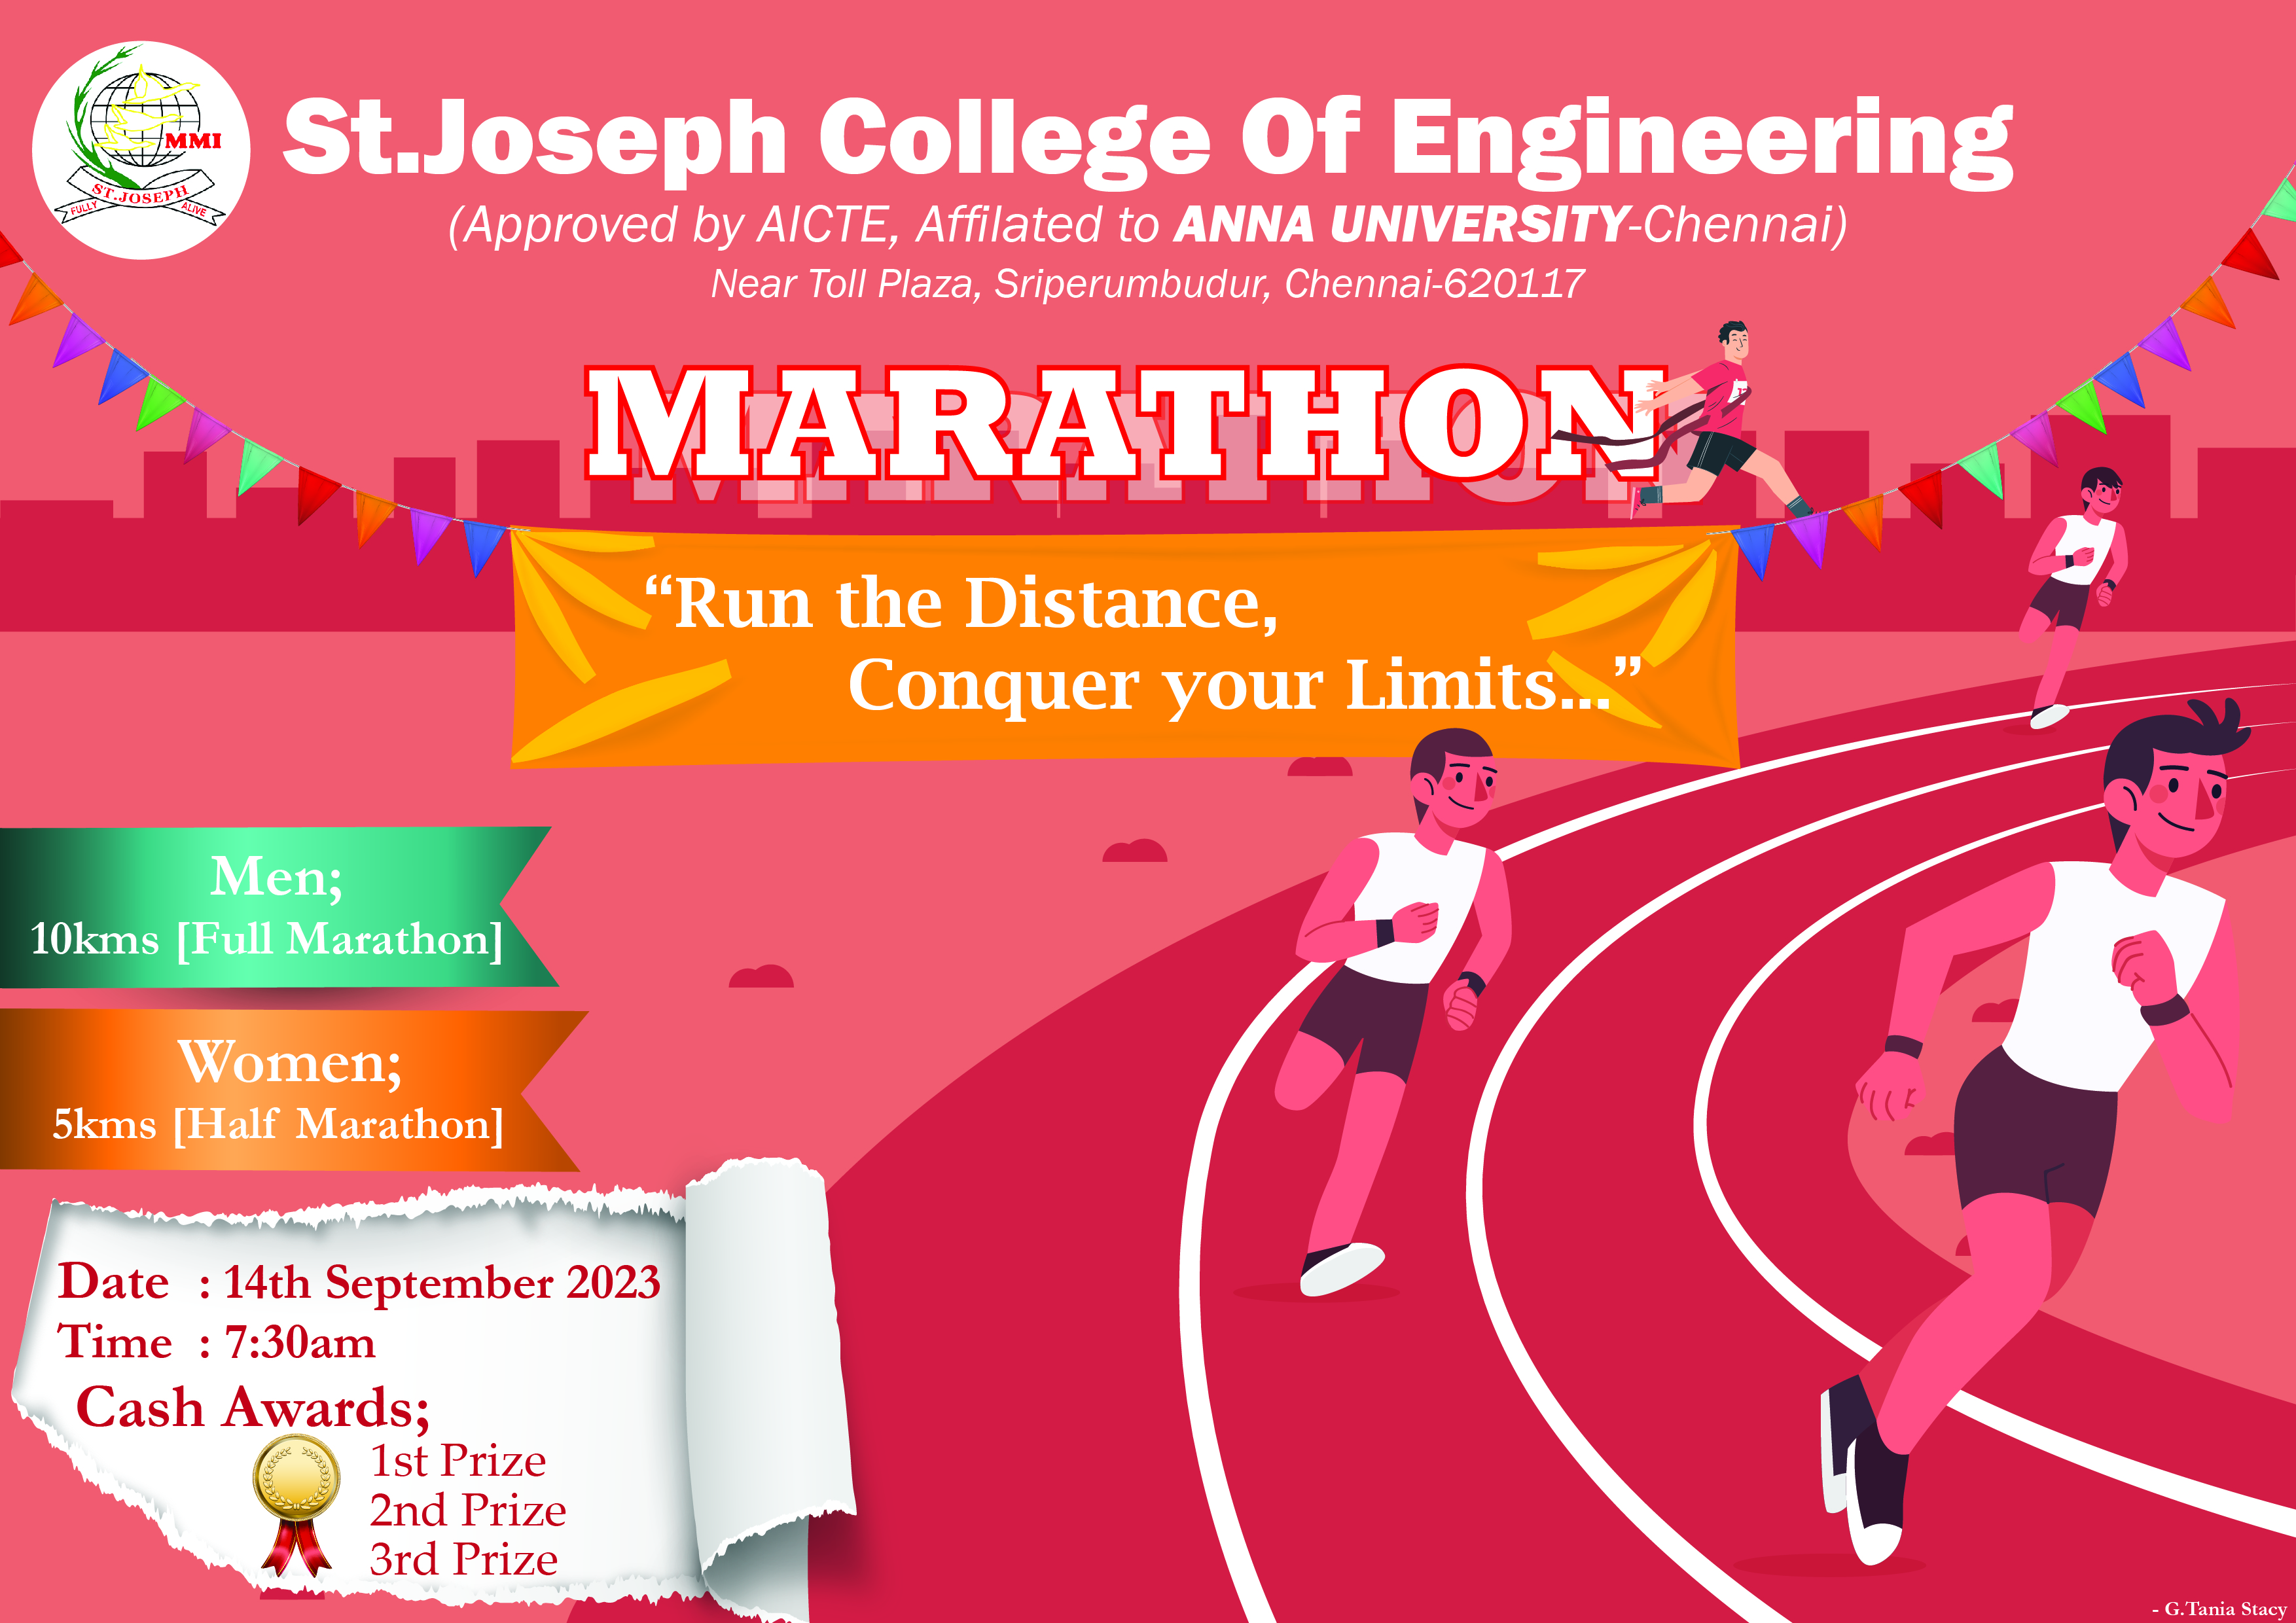 MMI
ST.JOSEPH
FULLY ALIVE
St.Joseph College Of Engineering
(Approved by AICTE, Affilated to ANNA UNIVERSITY-Chennai)
Near Toll Plaza, Sriperumbudur, Chennai-620117
MARATHON
“Run the Distance,
Conquer your Limits...”
Men;
10kms [Full Marathon]
Women;
5kms [Half Marathon]
Date : 14th September 2023
Time : 7:30am
Cash Awards;
1st Prize
2nd Prize
3rd Prize
- G.Tania Stacy